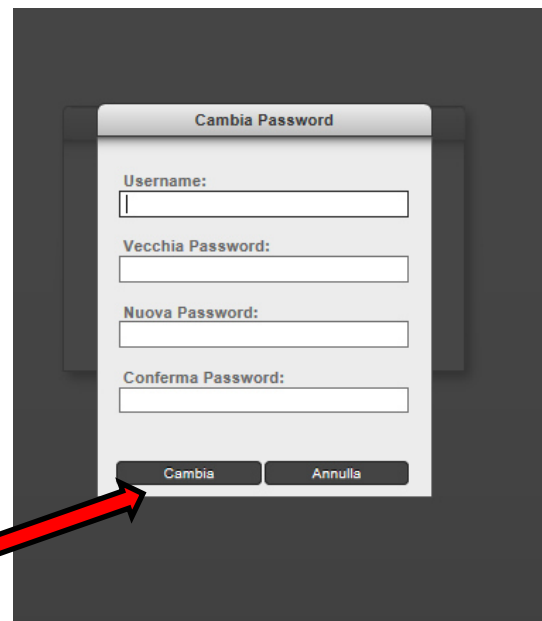 Cambia Password
Username:
Vecchia Password:
Nuova Password:
Conferma Password:
Cambia Annulla